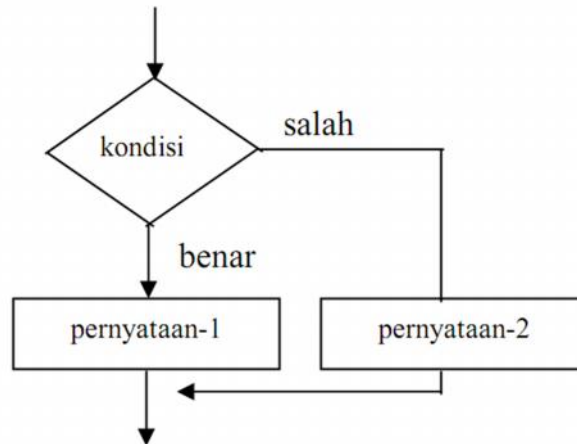 kondisi
salah
benar
pernyataan-1
pernyataan-2